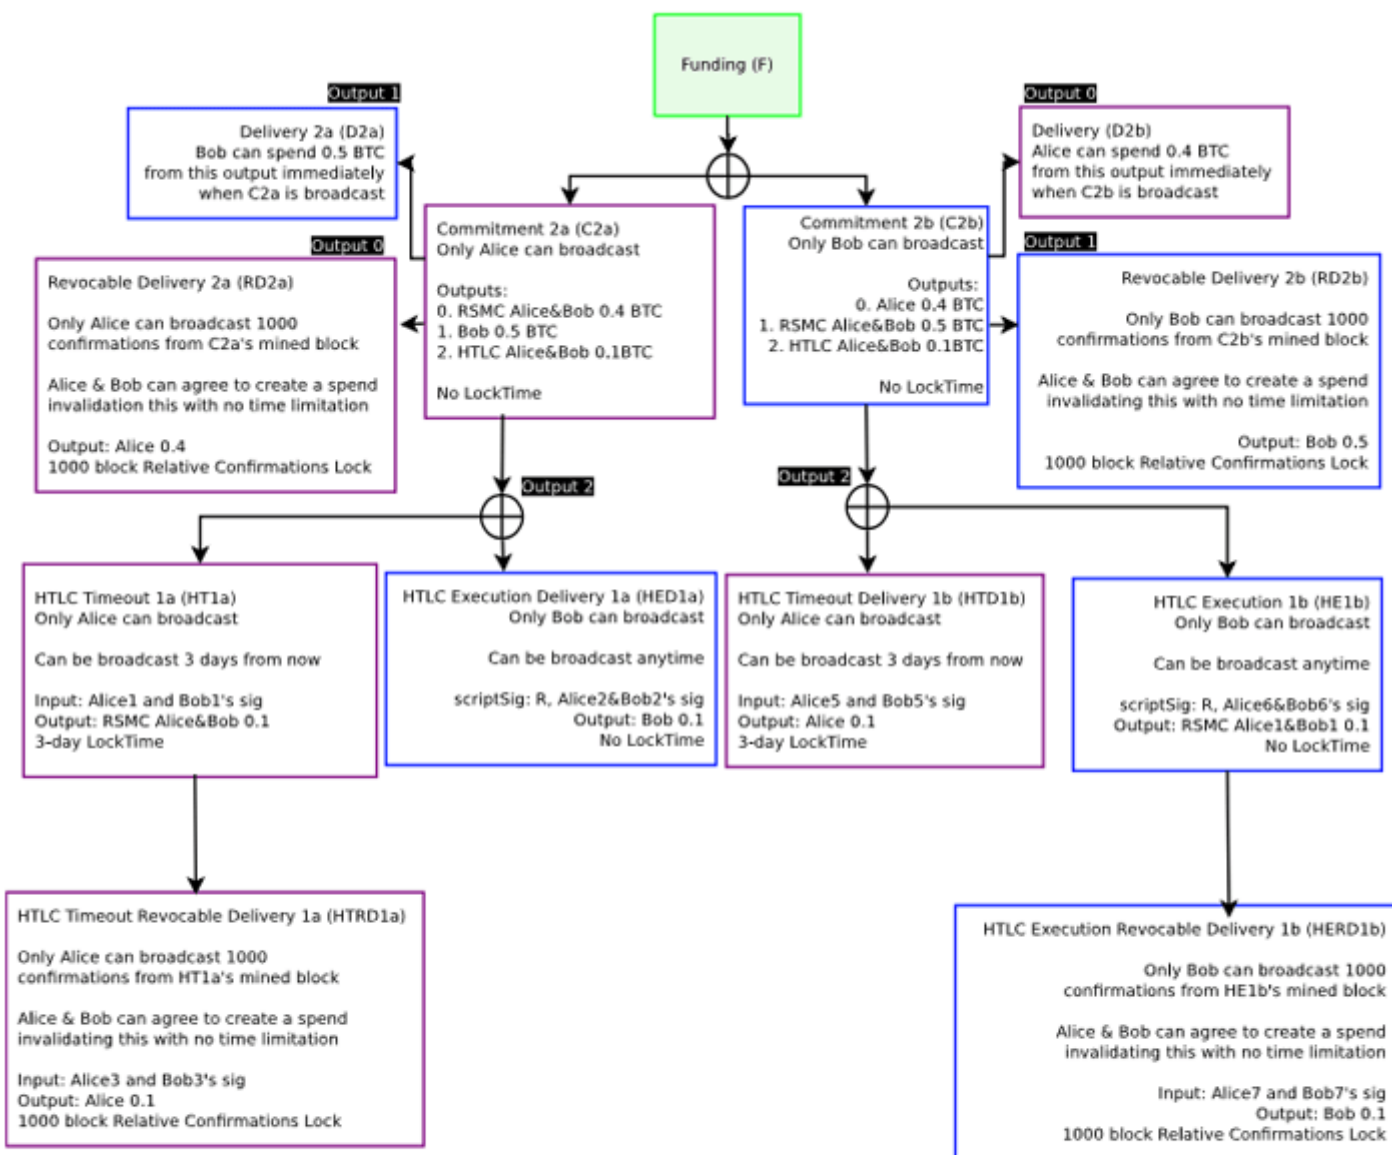 Funding (F)
Output 1
Delivery 2a (D2a)
Bob can spend 0.5 BTC
from this output immediately
when C2a is broadcast
Output 0
Delivery (D2b)
Alice can spend 0.4 BTC
from this output immediately
when C2b is broadcast
Commitment 2a (C2a)
Only Alice can broadcast
Outputs:
0. RSMC Alice&Bob 0.4 BTC
1. Bob 0.5 BTC
2. HTLC Alice&Bob 0.1BTC
No LockTime
Commitment 2b (C2b)
Only Bob can broadcast
Outputs:
0. Alice 0.4 BTC
1. RSMC Alice&Bob 0.5 BTC
2. HTLC Alice&Bob 0.1BTC
No LockTime
Output 0
Revocable Delivery 2a (RD2a)
Only Alice can broadcast 1000
confirmations from C2a's mined block
Alice & Bob can agree to create a spend
invalidation this with no time limitation
Output: Alice 0.4
1000 block Relative Confirmations Lock
Output 1
Revocable Delivery 2b (RD2b)
Only Bob can broadcast 1000
confirmations from C2b's mined block
Alice & Bob can agree to create a spend
invalidating this with no time limitation
Output: Bob 0.5
1000 block Relative Confirmations Lock
Output 2
Output 2
HTLC Timeout 1a (HT1a)
Only Alice can broadcast
Can be broadcast 3 days from now
Input: Alice1 and Bob1's sig
Output: RSMC Alice&Bob 0.1
3-day LockTime
HTLC Execution Delivery 1a (HED1a)
Only Bob can broadcast
Can be broadcast anytime
scriptSig: R, Alice2&Bob2's sig
Output: Bob 0.1
No LockTime
HTLC Timeout Delivery 1b (HTD1b)
Only Alice can broadcast
Can be broadcast 3 days from now
Input: Alice5 and Bob5's sig
Output: Alice 0.1
3-day LockTime
HTLC Execution 1b (HE1b)
Only Bob can broadcast
Can be broadcast anytime
scriptSig: R, Alice6&Bob6's sig
Output: RSMC Alice1&Bob1 0.1
No LockTime
HTLC Timeout Revocable Delivery 1a (HTRD1a)
Only Alice can broadcast 1000
confirmations from HT1a's mined block
Alice & Bob can agree to create a spend
invalidating this with no time limitation
Input: Alice3 and Bob3's sig
Output: Alice 0.1
1000 block Relative Confirmations Lock
HTLC Execution Revocable Delivery 1b (HERD1b)
Only Bob can broadcast 1000
confirmations from HE1b's mined block
Alice & Bob can agree to create a spend
invalidating this with no time limitation
Input: Alice7 and Bob7's sig
Output: Bob 0.1
1000 block Relative Confirmations Lock